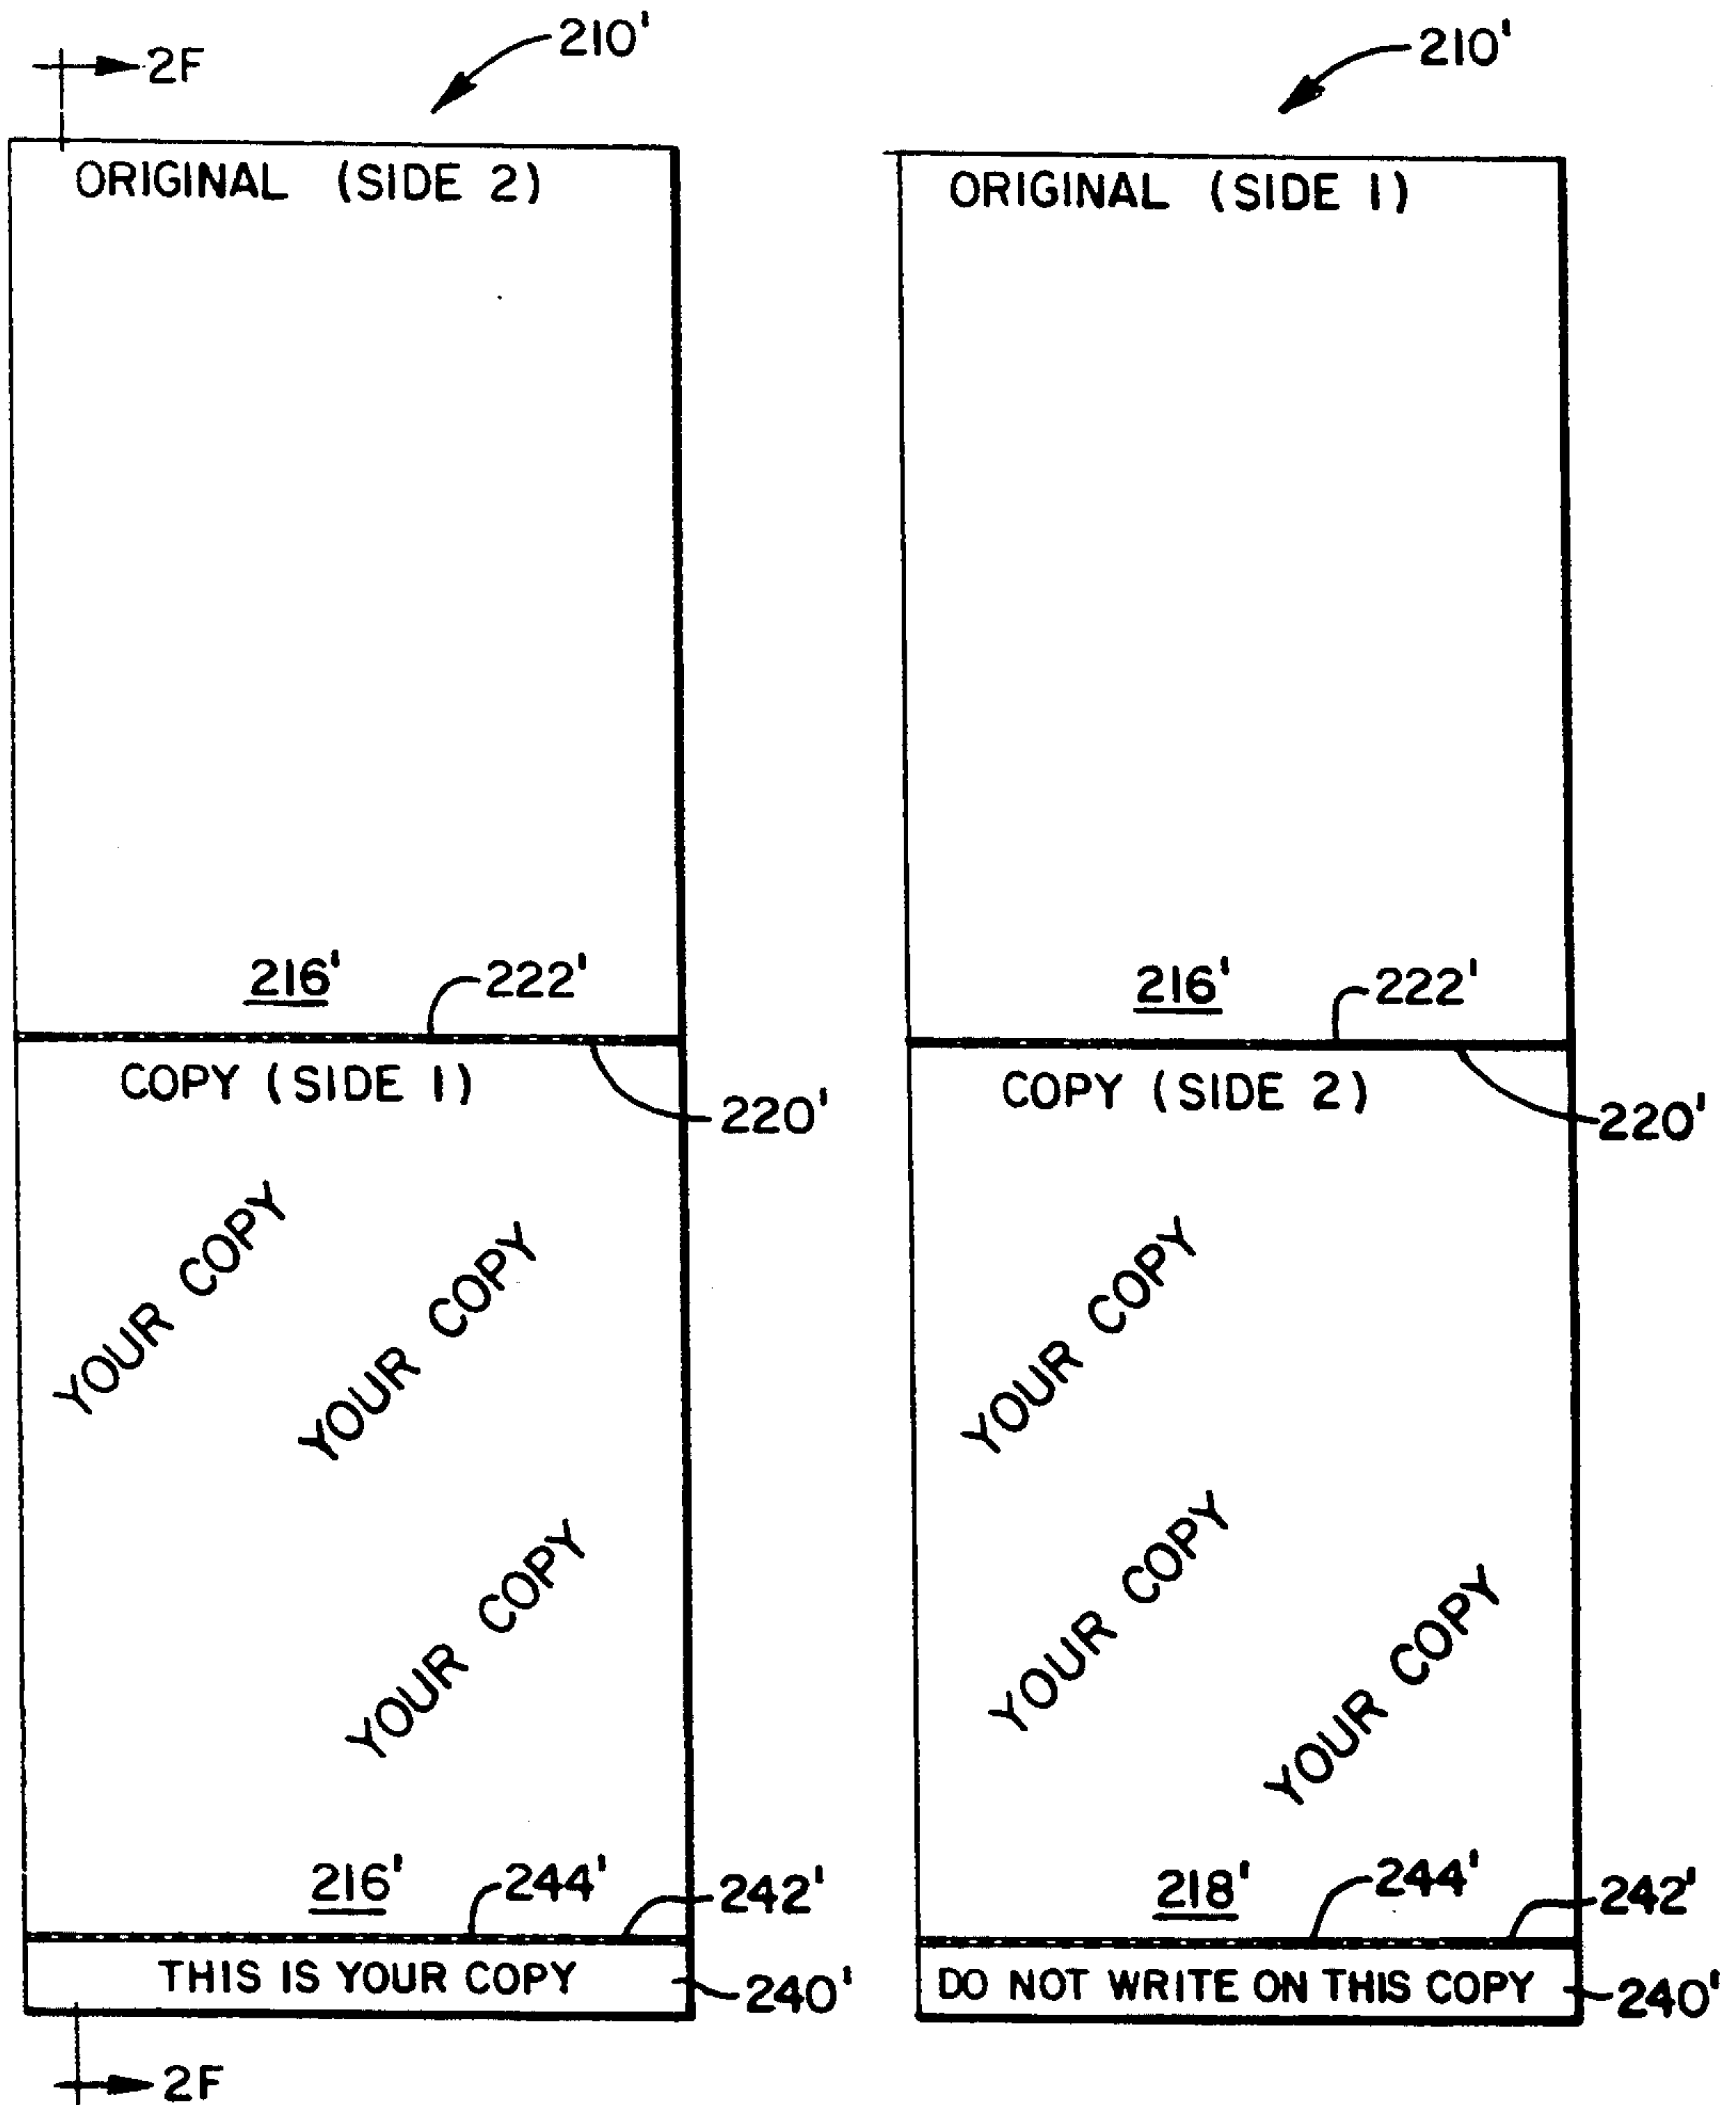 210'
2F
ORIGINAL (SIDE 2)
216'
222'
COPY (SIDE 1)
220'
YOUR COPY
YOUR COPY
YOUR COPY
216'
244'
242'
THIS IS YOUR COPY
240'
2F
210'
ORIGINAL (SIDE 1)
216'
222'
COPY (SIDE 2)
220'
YOUR COPY
YOUR COPY
YOUR COPY
218'
244'
242'
DO NOT WRITE ON THIS COPY
240'